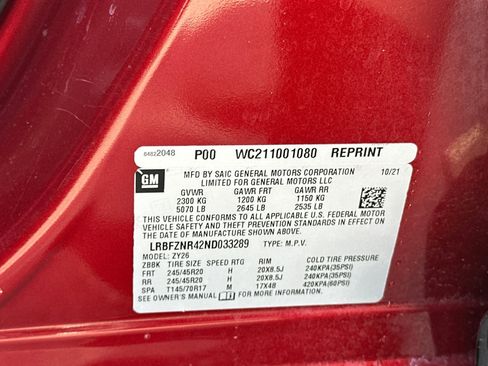 64822048 P00 WC211001080 REPRINT
GM MFD BY SAIC GENERAL MOTORS CORPORATION 10/21
LIMITED FOR GENERAL MOTORS LLC
GVWR GAWR FRT GAWR RR
2300 KG 1200 KG 1150 KG
5070 LB 2645 LB 2535 LB
THIS VEHICLE CONFORMS TO ALL APPLICABLE U.S. FEDERAL MOTOR
VEHICLE SAFETY, BUMPER, AND THEFT PREVENTION STANDARDS IN
EFFECT ON THE DATE OF MANUFACTURE SHOWN ABOVE.
LRBFZNR42ND033289 TYPE: M.P.V.
MODEL: ZY26
ZBBK TIRE SIZE SPEED RTG RIM COLD TIRE PRESSURE
FRT 245/45R20 H 20X8.5J 240KPA(35PSI)
RR 245/45R20 H 20X8.5J 240KPA(35PSI)
SPA T145/70R17 M 17X4B 420KPA(60PSI)
SEE OWNER'S MANUAL FOR MORE INFORMATION.